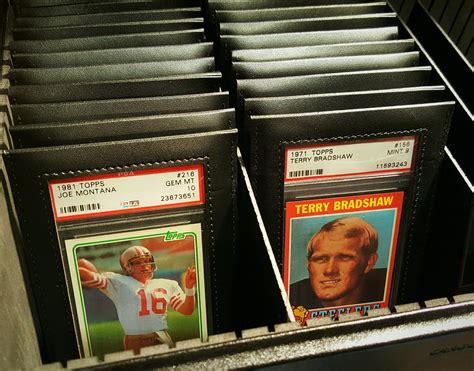 1981 TOPPS #216
JOE MONTANA GEM MT
10
PSA 23673651
Topps
16
1971 TOPPS #156
TERRY BRADSHAW MINT 9
11593243
TERRY BRADSHAW